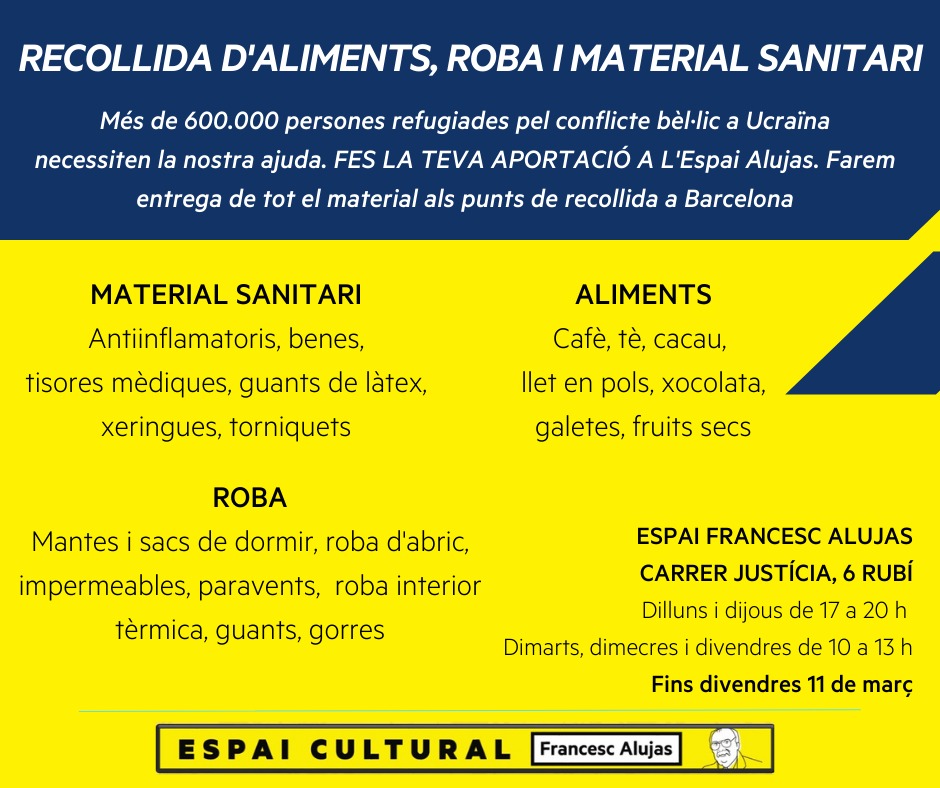 RECOLLIDA D'ALIMENTS, ROBA I MATERIAL SANITARI
Més de 600.000 persones refugiades pel conflicte bèl·lic a Ucraïna
necessiten la nostra ajuda. FES LA TEVA APORTACIÓ A L'Espai Alujas. Farem
entrega de tot el material als punts de recollida a Barcelona
MATERIAL SANITARI
Antiinflamatoris, benes,
tisores mèdiques, guants de làtex,
xeringues, torniquets
ALIMENTS
Cafè, tè, cacau,
llet en pols, xocolata,
galetes, fruits secs
ROBA
Mantes i sacs de dormir, roba d'abric,
impermeables, paravents, roba interior
tèrmica, guants, gorres
ESPAI FRANCESC ALUJAS
CARRER JUSTÍCIA, 6 RUBÍ
Dilluns i dijous de 17 a 20 h
Dimarts, dimecres i divendres de 10 a 13 h
Fins divendres 11 de març
ESPAI CULTURAL Francesc Alujas